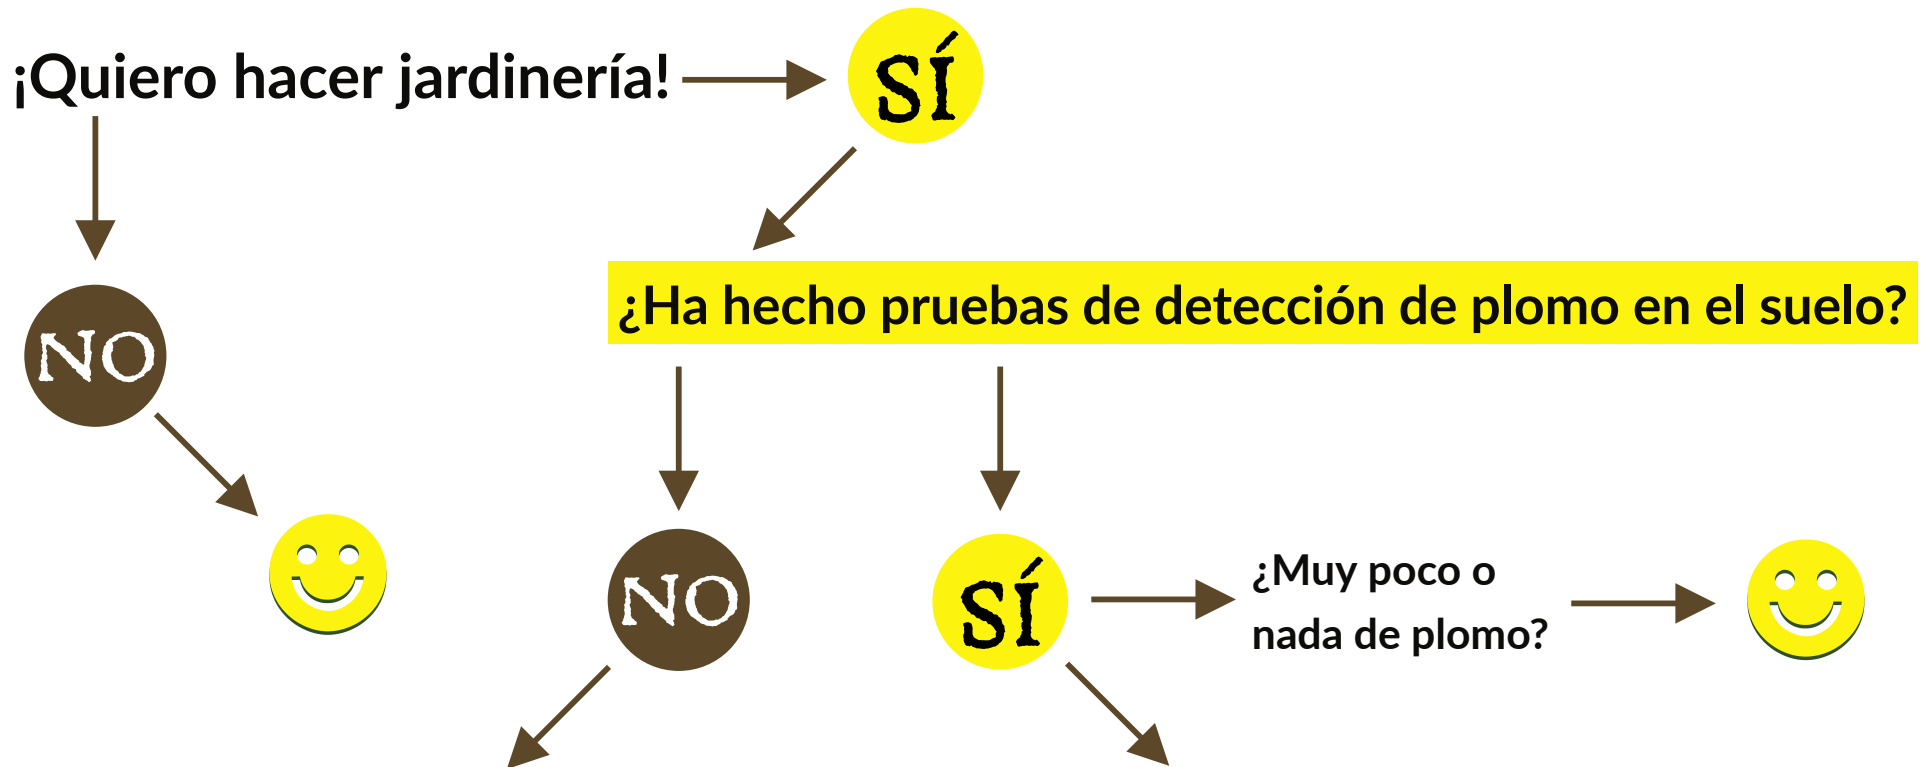 ¡Quiero hacer jardinería!
SÍ
¿Ha hecho pruebas de detección de plomo en el suelo?
NO
NO
SÍ
¿Muy poco o
nada de plomo?